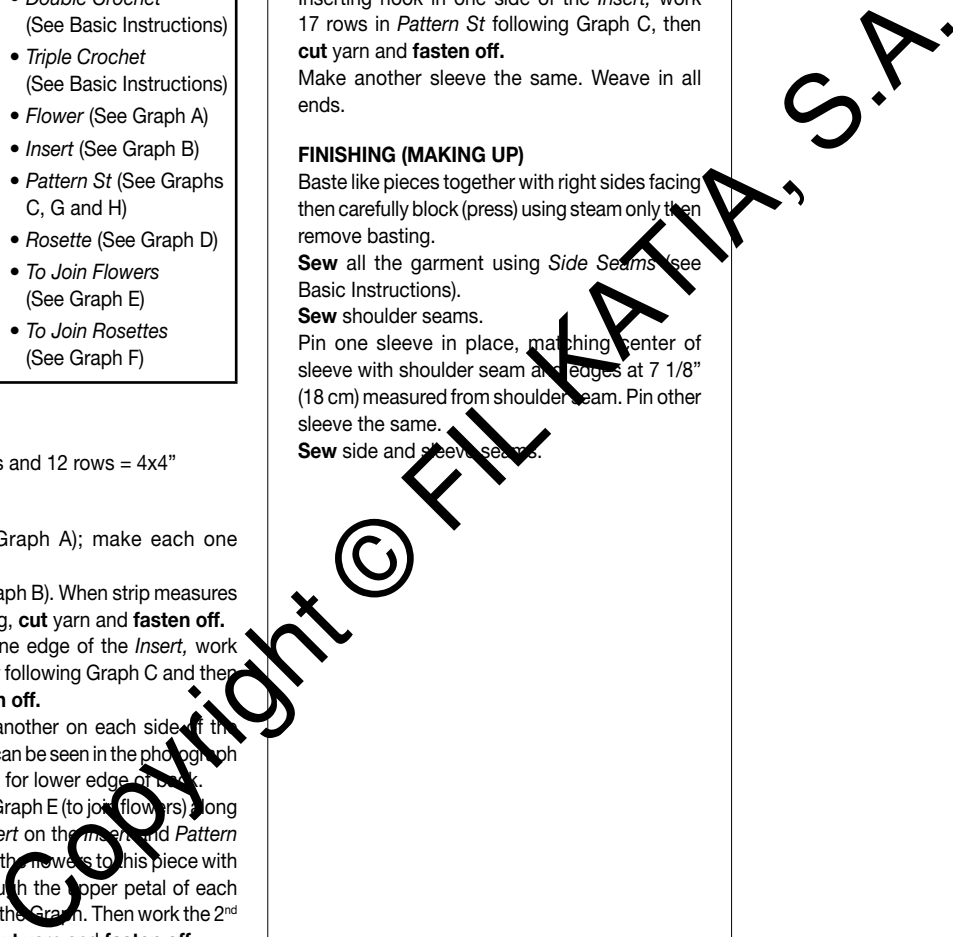 • Double Crochet
(See Basic Instructions)
• Triple Crochet
(See Basic Instructions)
• Flower (See Graph A)
• Insert (See Graph B)
• Pattern St (See Graphs
C, G and H)
• Rosette (See Graph D)
• To Join Flowers
(See Graph E)
• To Join Rosettes
(See Graph F)
s and 12 rows = 4x4”
Graph A); make each one
aph B). When strip measures
g, cut yarn and fasten off.
ne edge of the Insert, work
following Graph C and then
n off.
another on each side of the
can be seen in the photograph
for lower edge of back.
Graph E (to join flowers) along
ert on the Insert and Pattern
the flowers to this piece with
ugh the upper petal of each
the Graph. Then work the 2nd
yarn and fasten off.
Inserting hook in one side of the Insert, work
17 rows in Pattern St following Graph C, then
cut yarn and fasten off.
Make another sleeve the same. Weave in all
ends.
FINISHING (MAKING UP)
Baste like pieces together with right sides facing
then carefully block (press) using steam only then
remove basting.
Sew all the garment using Side Seams (see
Basic Instructions).
Sew shoulder seams.
Pin one sleeve in place, matching center of
sleeve with shoulder seam and edges at 7 1/8”
(18 cm) measured from shoulder seam. Pin other
sleeve the same.
Sew side and sleeve seams.
Copyright © FIL KATIA, S.A.